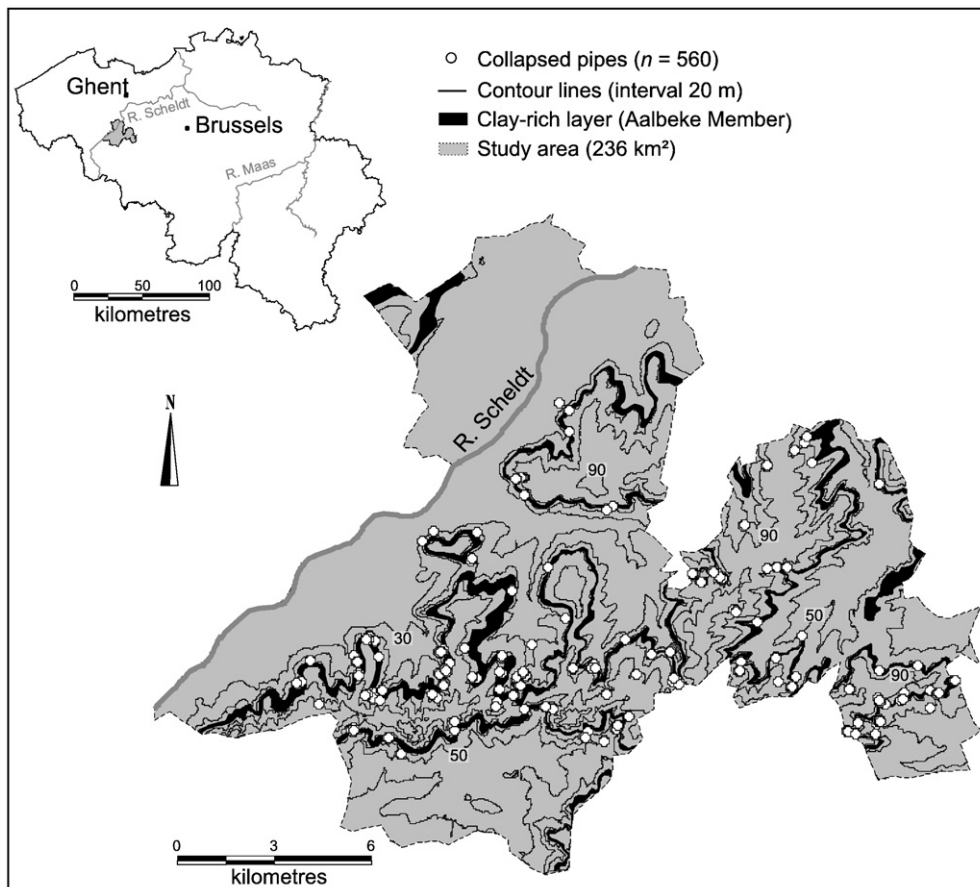 Ghent
R. Scheldt
Brussels
R. Maas
0 50 100
kilometres
Collapsed pipes (n = 560)
Contour lines (interval 20 m)
Clay-rich layer (Aalbeke Member)
Study area (236 km²)
N
R. Scheldt
90
90
50
30
90
50
0 3 6
kilometres